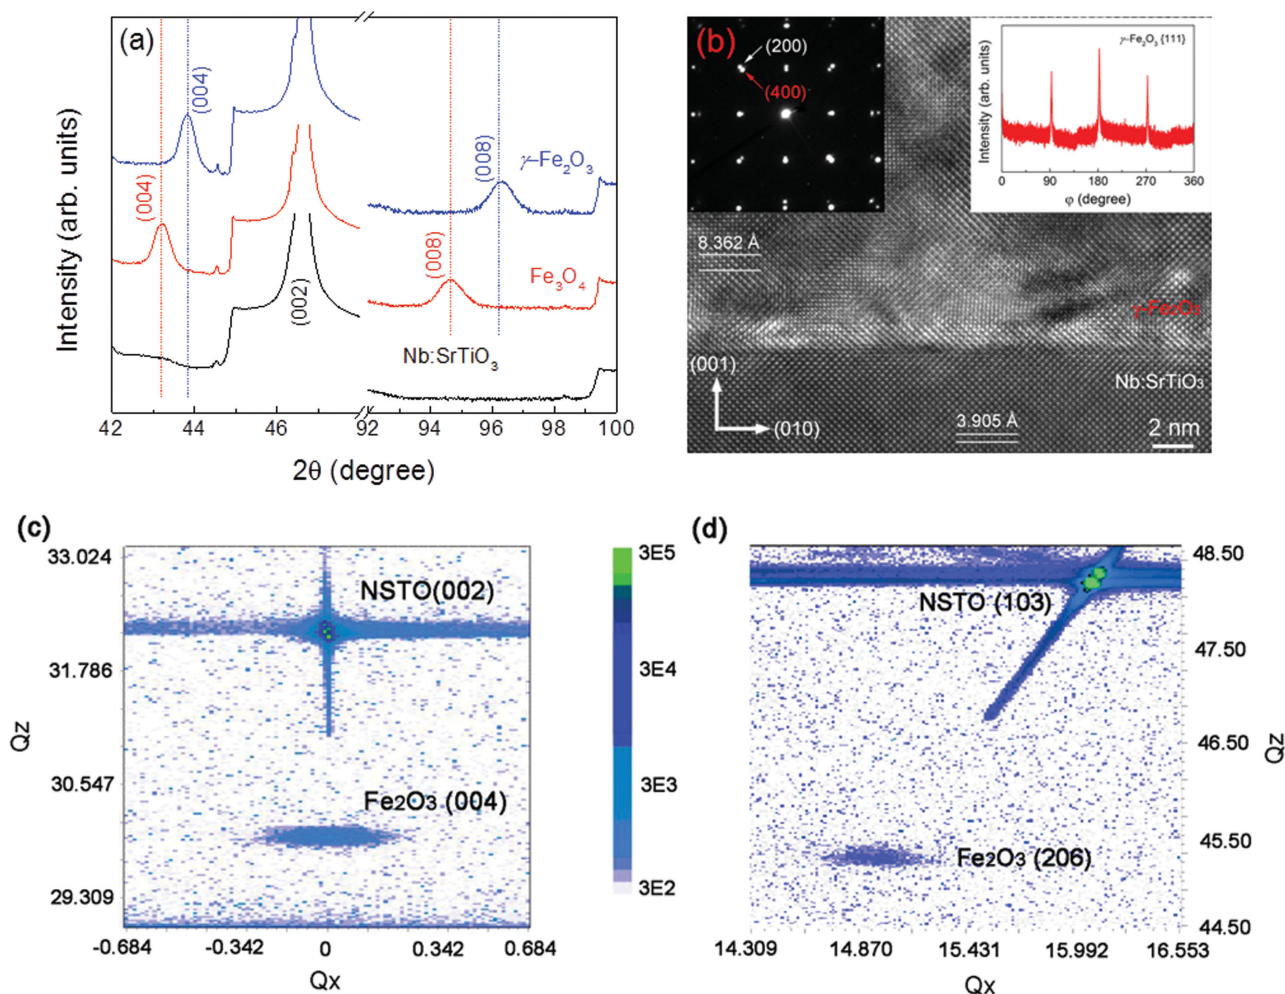 (a)
Intensity (arb. units)
(004)
(004)
(002)
(008)
(008)
γ-Fe2O3
Fe3O4
Nb:SrTiO3
42 44 46 92 94 96 98 100
2θ (degree)
(b)
(200)
(400)
Intensity (arb. units)
γ-Fe2O3 {111}
0 90 180 270 360
φ (degree)
8.362 Å
γ-Fe2O3
(001)
(010)
Nb:SrTiO3
3.905 Å
2 nm
(c)
33.024
31.786
30.547
29.309
Qz
NSTO(002)
Fe2O3 (004)
-0.684 -0.342 0 0.342 0.684
Qx
3E5
3E4
3E3
3E2
(d)
NSTO (103)
Fe2O3 (206)
48.50
47.50
46.50
45.50
44.50
Qz
14.309 14.870 15.431 15.992 16.553
Qx